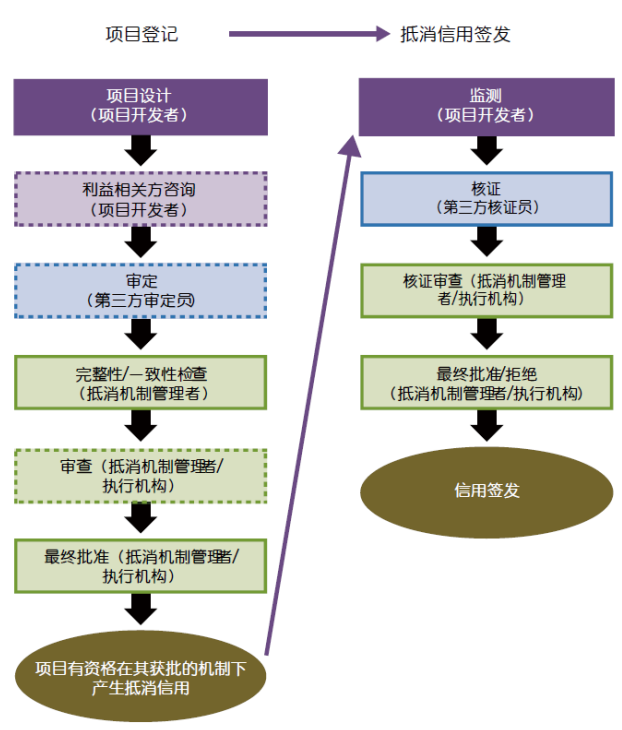 项目登记
抵消信用签发
项目设计
（项目开发者）
利益相关方咨询
（项目开发者）
审定
（第三方审定员）
完整性/一致性检查
（抵消机制管理者）
审查（抵消机制管理者/
执行机构）
最终批准（抵消机制管理者/
执行机构）
项目有资格在其获批的机制下
产生抵消信用
监测
（项目开发者）
核证
（第三方核证员）
核证审查（抵消机制管理
者/执行机构）
最终批准/拒绝
（抵消机制管理者/执行机构）
信用签发